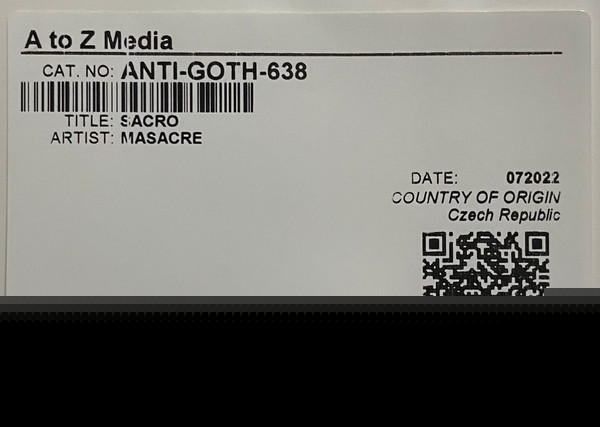 A to Z Media
CAT. NO: ANTI-GOTH-638
TITLE: SACRO
ARTIST: MASACRE
DATE: 072022
COUNTRY OF ORIGIN
Czech Republic